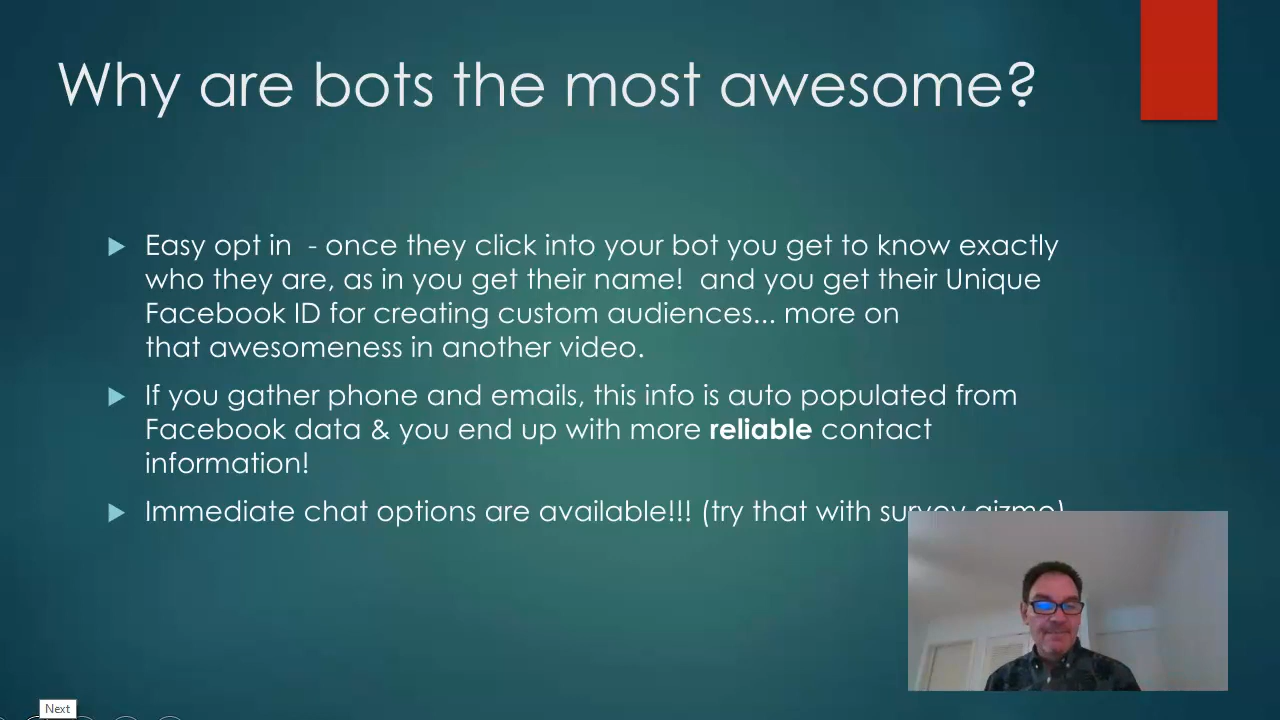 Why are bots the most awesome?
Easy opt in - once they click into your bot you get to know exactly
who they are, as in you get their name! and you get their Unique
Facebook ID for creating custom audiences... more on
that awesomeness in another video.
If you gather phone and emails, this info is auto populated from
Facebook data & you end up with more reliable contact
information!
Immediate chat options are available!!! (try that with survey gizmo)
Next